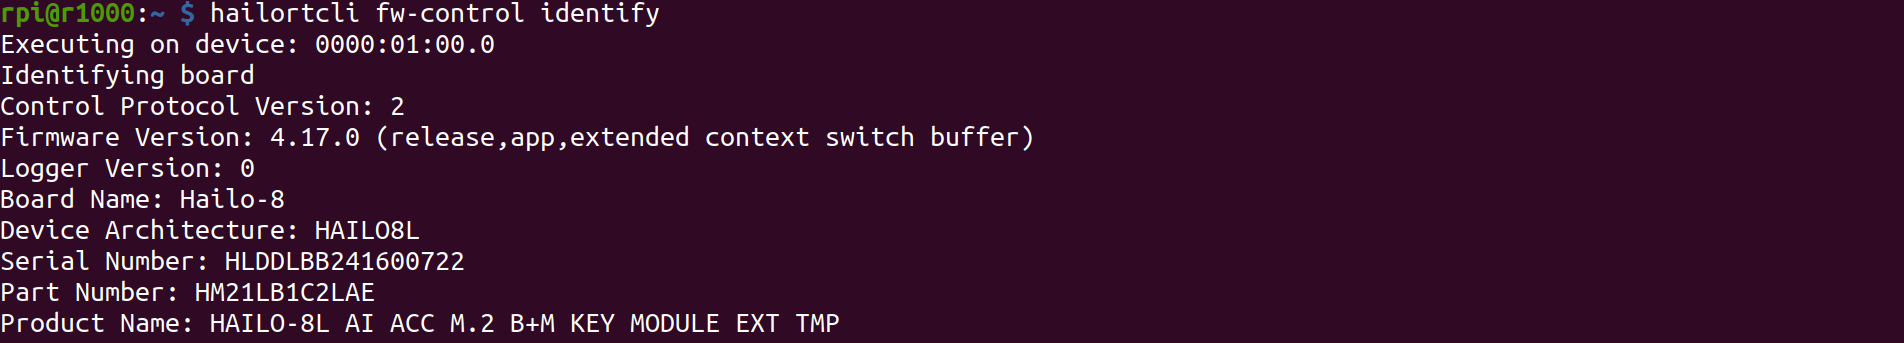 rpi@r1000:~ $ hailortcli fw-control identify
Executing on device: 0000:01:00.0
Identifying board
Control Protocol Version: 2
Firmware Version: 4.17.0 (release,app,extended context switch buffer)
Logger Version: 0
Board Name: Hailo-8
Device Architecture: HAILO8L
Serial Number: HLDDLBB241600722
Part Number: HM21LB1C2LAE
Product Name: HAILO-8L AI ACC M.2 B+M KEY MODULE EXT TMP